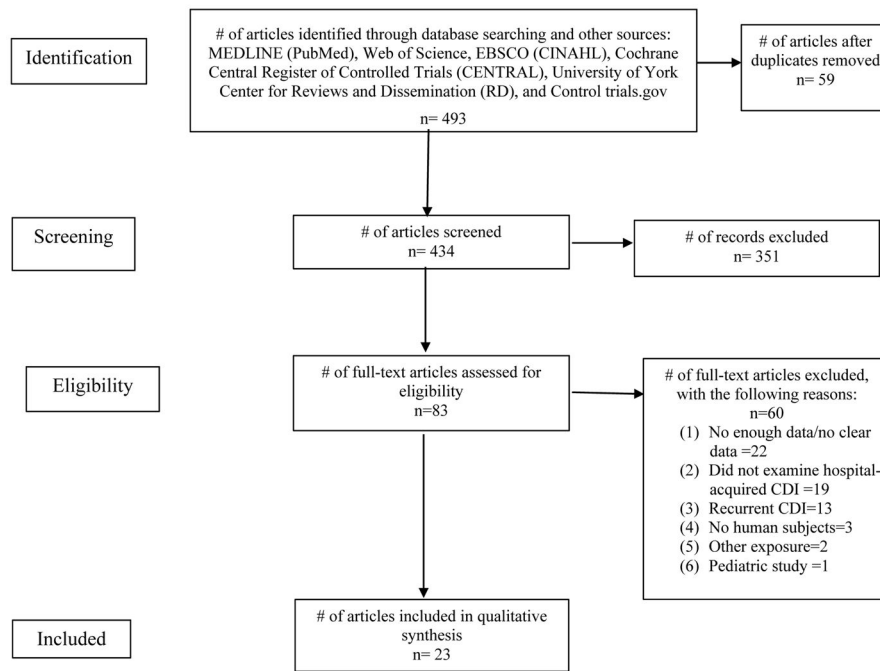 Identification
# of articles identified through database searching and other sources:
MEDLINE (PubMed), Web of Science, EBSCO (CINAHL), Cochrane
Central Register of Controlled Trials (CENTRAL), University of York
Center for Reviews and Dissemination (RD), and Control trials.gov
n= 493
# of articles after
duplicates removed
n= 59
Screening
# of articles screened
n= 434
# of records excluded
n= 351
Eligibility
# of full-text articles assessed for
eligibility
n=83
# of full-text articles excluded,
with the following reasons:
n=60
(1) No enough data/no clear
data =22
(2) Did not examine hospital-
acquired CDI =19
(3) Recurrent CDI=13
(4) No human subjects=3
(5) Other exposure=2
(6) Pediatric study =1
Included
# of articles included in qualitative
synthesis
n= 23